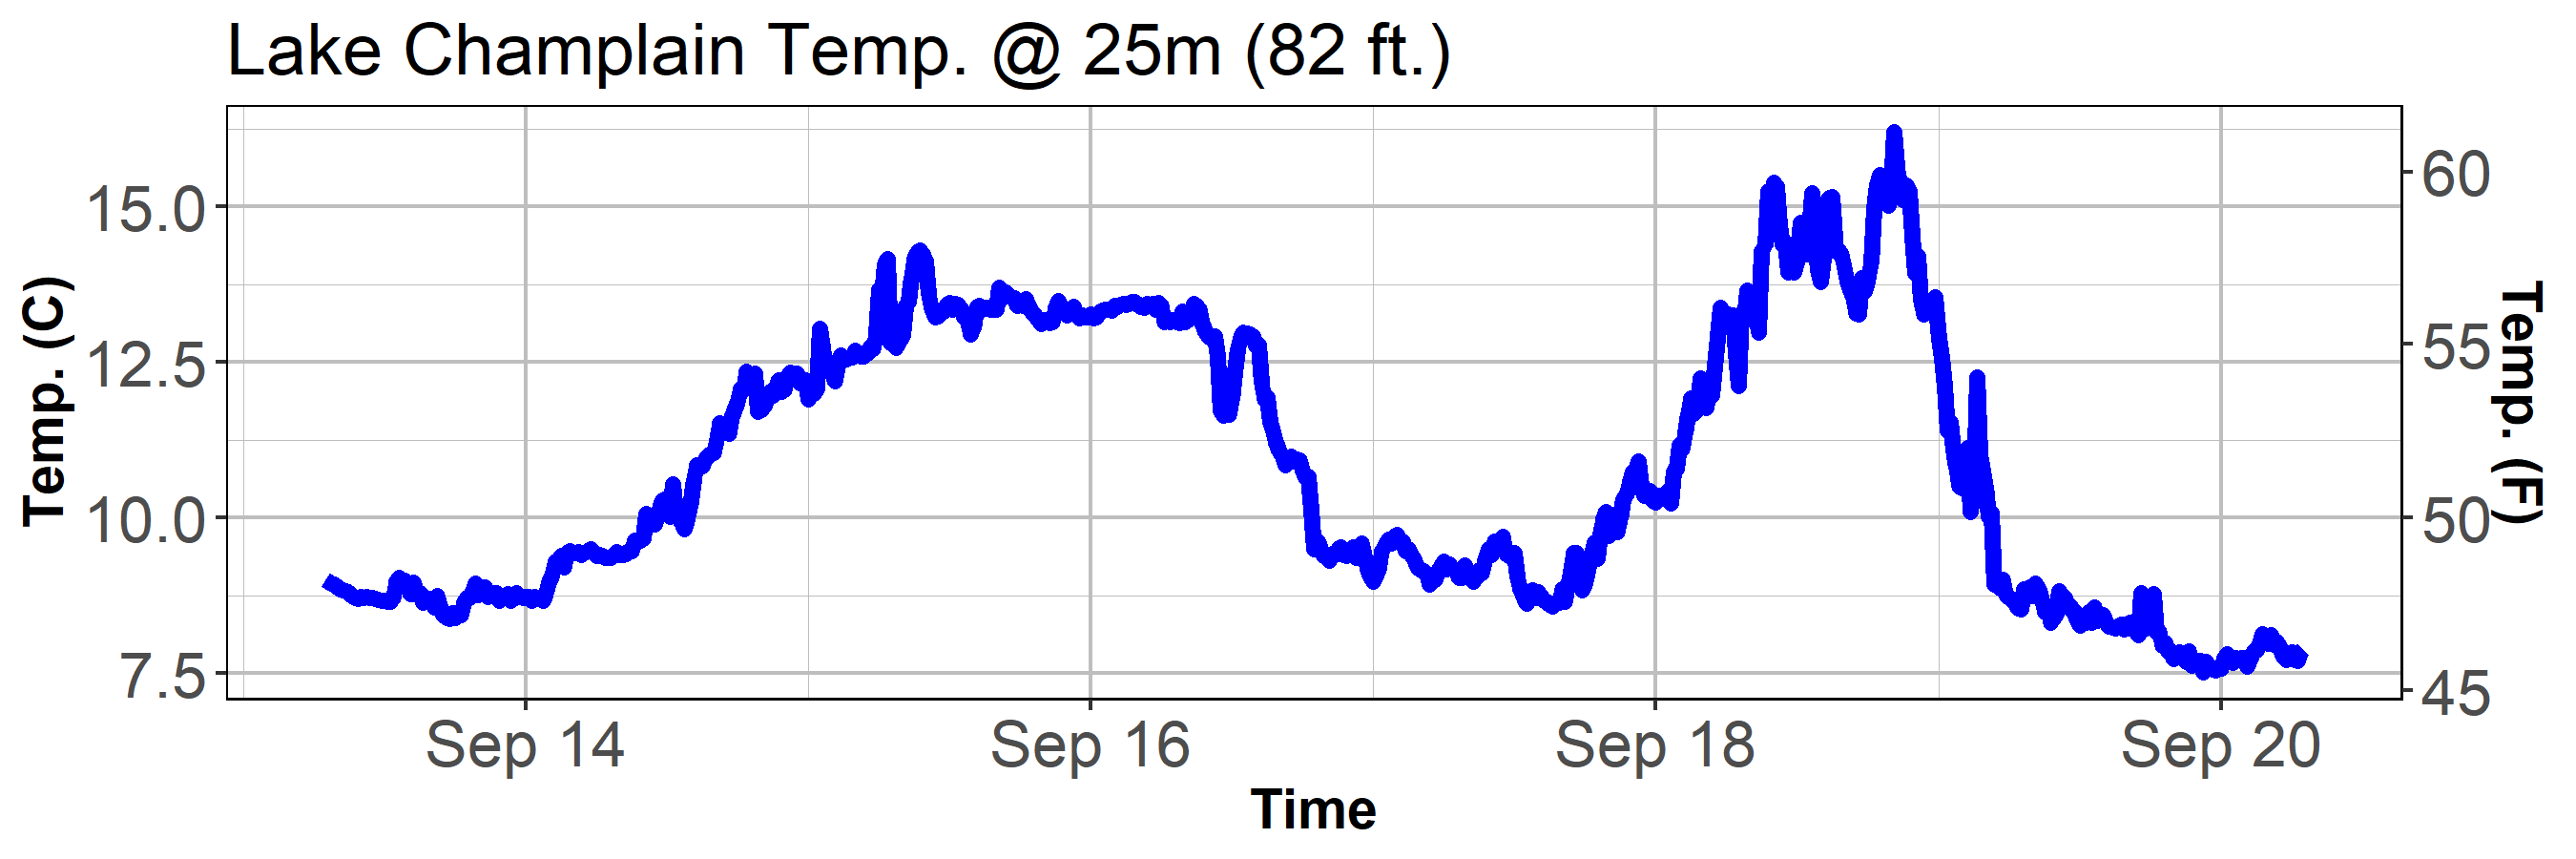 Lake Champlain Temp. @ 25m (82 ft.)
Temp. (C)
15.0
12.5
10.0
7.5
60
55
50
45
Temp. (F)
Sep 14
Sep 16
Sep 18
Sep 20
Time